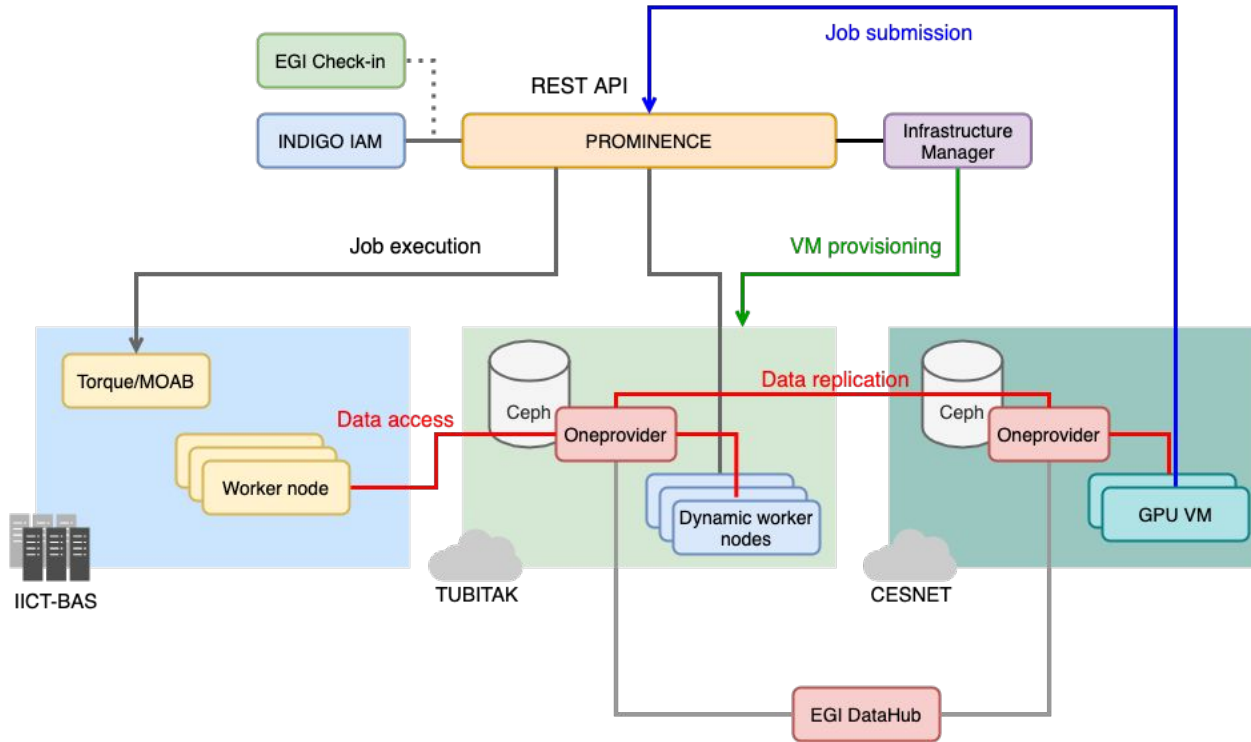 Job submission
EGI Check-in
REST API
INDIGO IAM
PROMINENCE
Infrastructure
Manager
Job execution
VM provisioning
Torque/MOAB
Ceph
Data replication
Ceph
Data access
Oneprovider
Oneprovider
Worker node
Dynamic worker
nodes
GPU VM
IICT-BAS
TUBITAK
CESNET
EGI DataHub